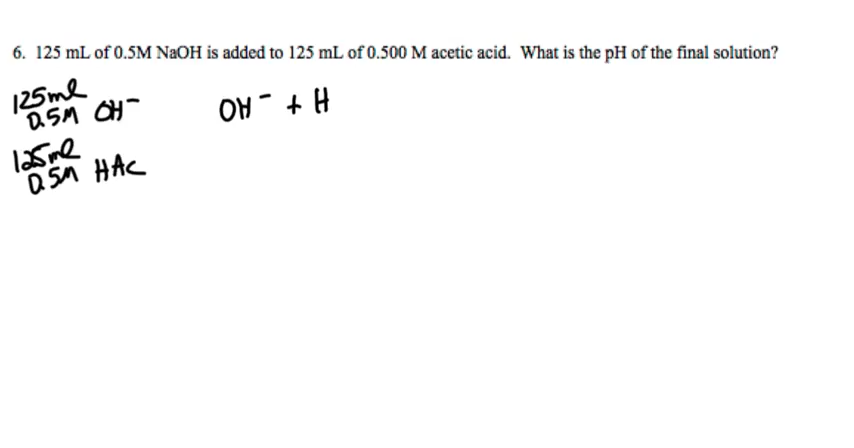 6. 125 mL of 0.5M NaOH is added to 125 mL of 0.500 M acetic acid. What is the pH of the final solution?
125ml
0.5M OH⁻ OH⁻ + H
125ml
0.5M HAC